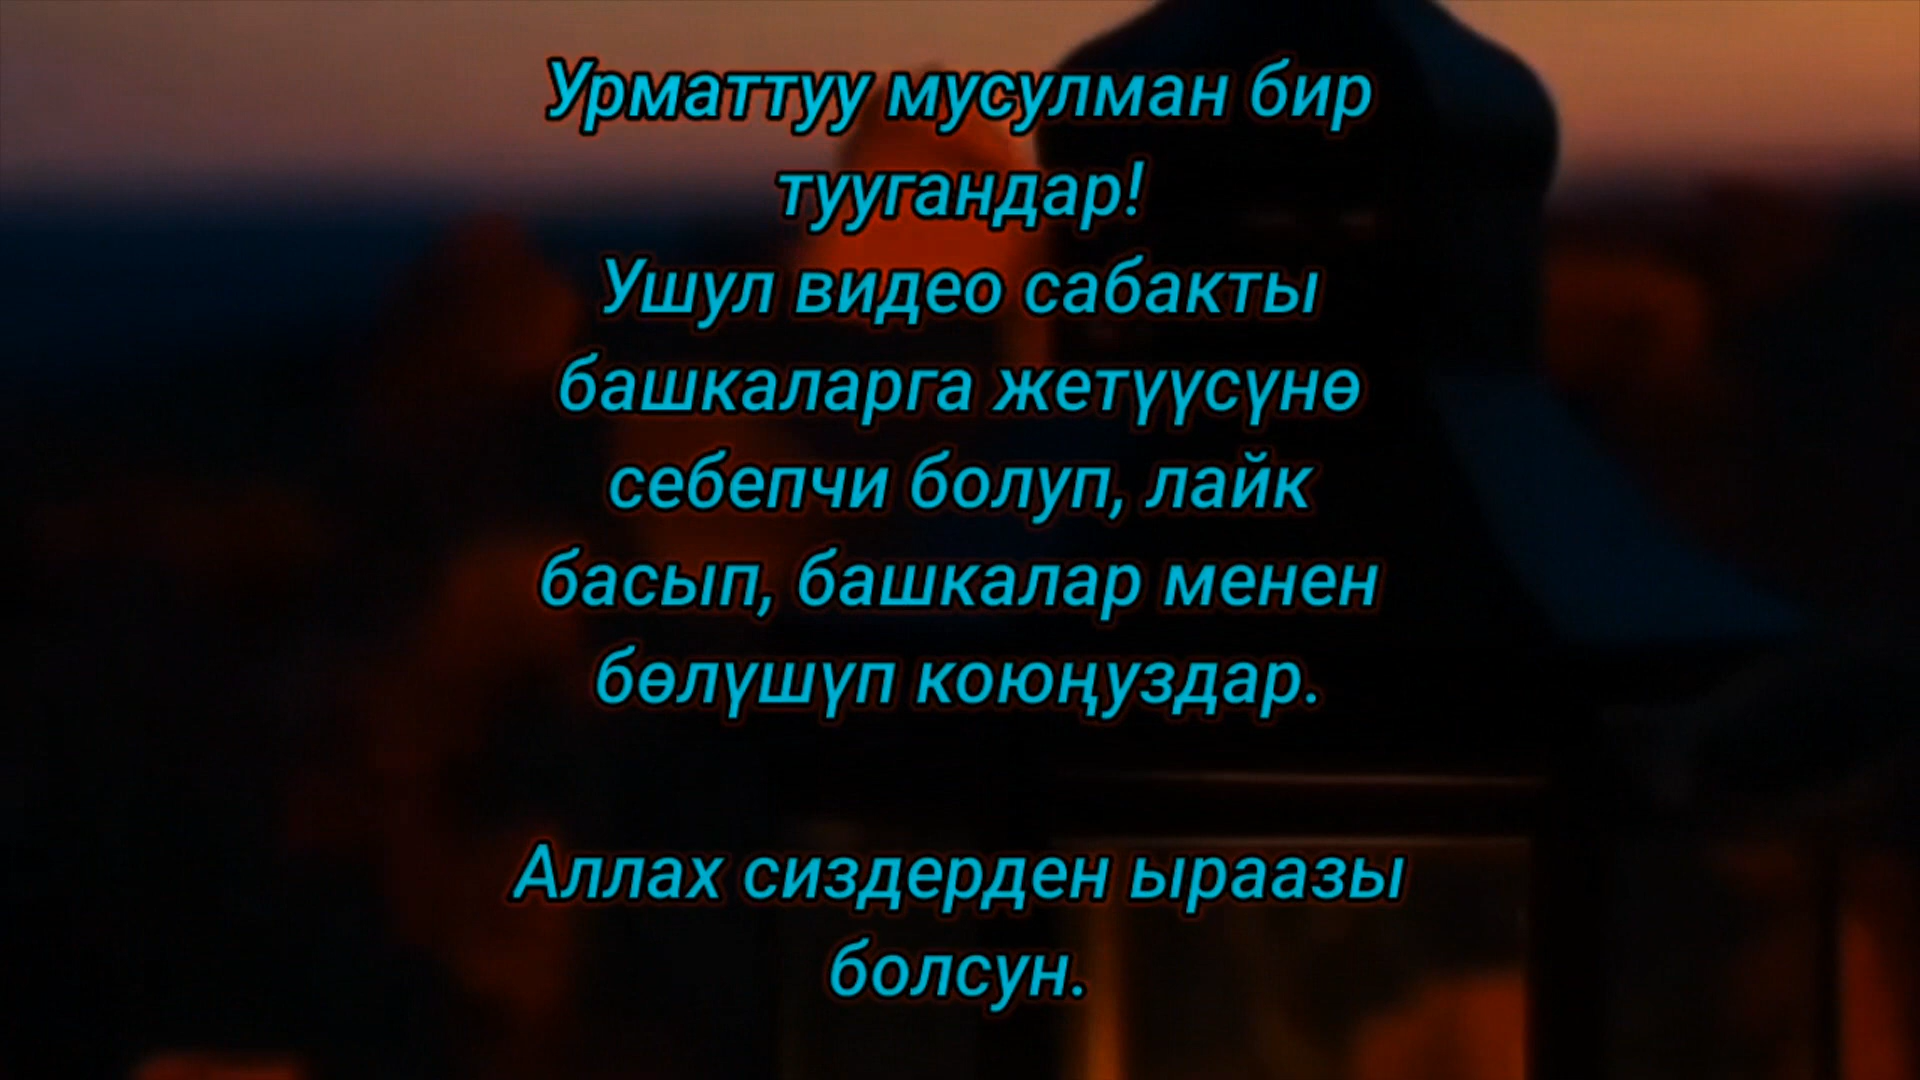 Урматтуу мусулман бир
туугандар!
Ушул видео сабакты
башкаларга жетүүсүнө
себепчи болуп, лайк
басып, башкалар менен
бөлүшүп коюңуздар.
Аллах сиздерден ыраазы
болсун.